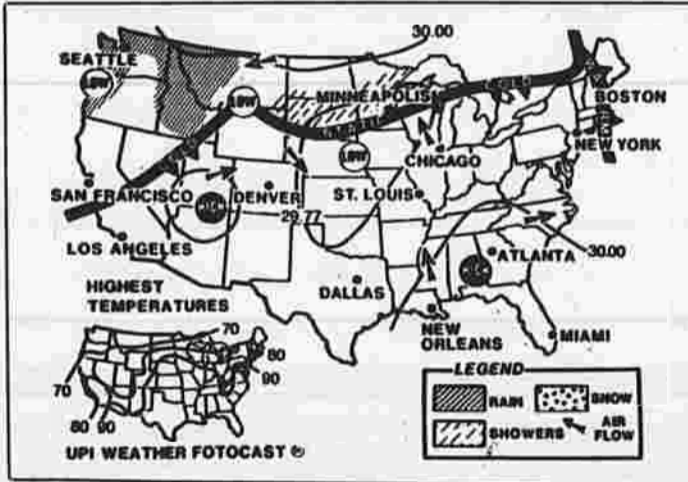 30.00
SEATTLE
LOW
LOW
MINNEAPOLIS
BOSTON
LOW
NEW YORK
CHICAGO
SAN FRANCISCO
DENVER
ST. LOUIS
29.77
LOS ANGELES
ATLANTA
30.00
HIGHEST
TEMPERATURES
DALLAS
NEW
ORLEANS
MIAMI
70
80
90
70
80 90
LEGEND
RAIN
SNOW
SHOWERS
AIR
FLOW
UPI WEATHER FOTOCAST ®